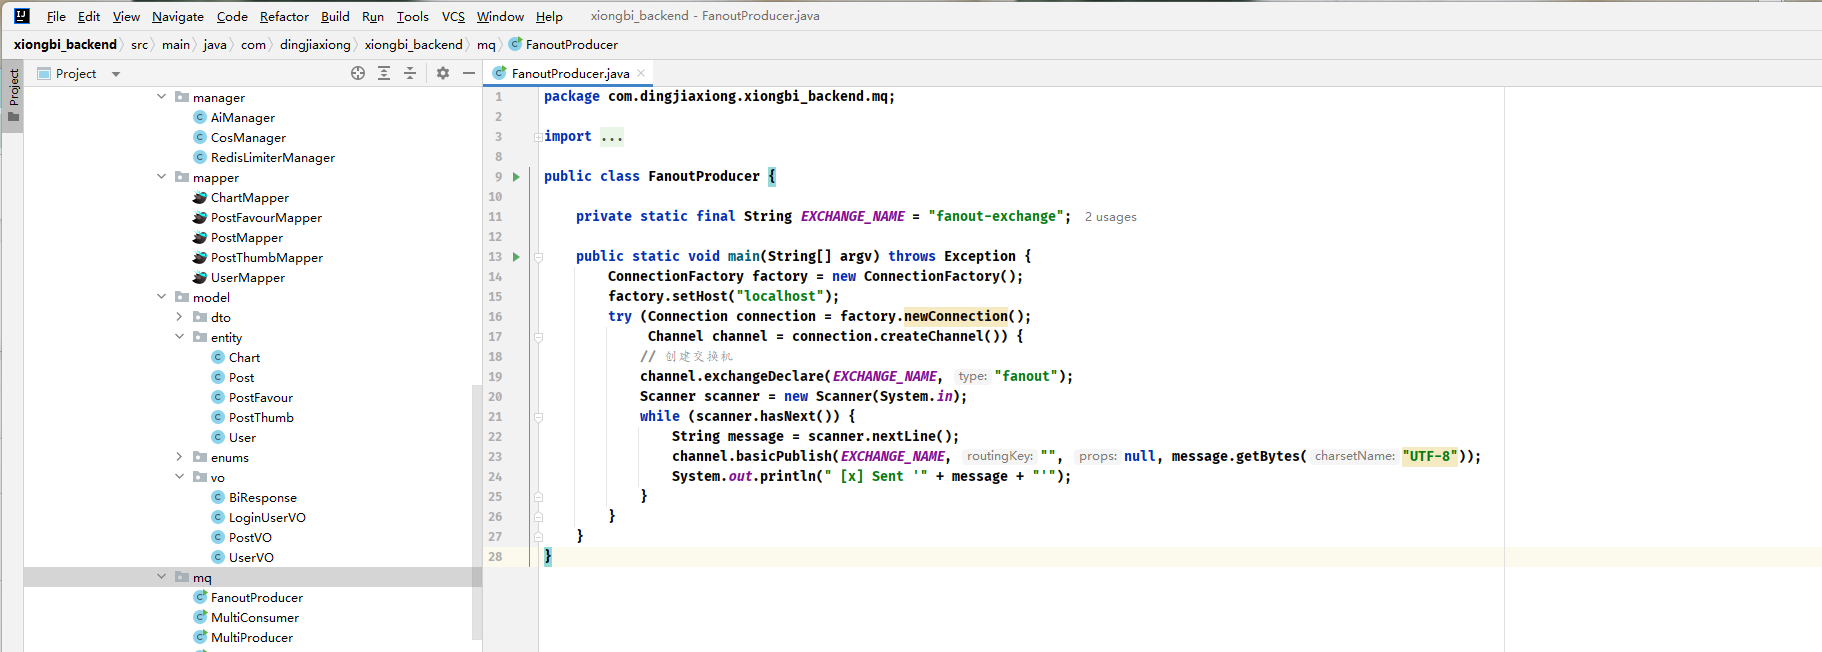 File Edit View Navigate Code Refactor Build Run Tools VCS Window Help xiongbi_backend - FanoutProducer.java
xiongbi_backend src main java com dingjiaxiong xiongbi_backend mq FanoutProducer
Project
Project
manager
AiManager
CosManager
RedisLimiterManager
mapper
ChartMapper
PostFavourMapper
PostMapper
PostThumbMapper
UserMapper
model
dto
entity
Chart
Post
PostFavour
PostThumb
User
enums
vo
BiResponse
LoginUserVO
PostVO
UserVO
mq
FanoutProducer
MultiConsumer
MultiProducer
FanoutProducer.java
1 package com.dingjiaxiong.xiongbi_backend.mq;
2
3 import ...
8
9 public class FanoutProducer {
10
11 private static final String EXCHANGE_NAME = "fanout-exchange"; 2 usages
12
13 public static void main(String[] argv) throws Exception {
14 ConnectionFactory factory = new ConnectionFactory();
15 factory.setHost("localhost");
16 try (Connection connection = factory.newConnection();
17 Channel channel = connection.createChannel()) {
18 // 创建交换机
19 channel.exchangeDeclare(EXCHANGE_NAME, type: "fanout");
20 Scanner scanner = new Scanner(System.in);
21 while (scanner.hasNext()) {
22 String message = scanner.nextLine();
23 channel.basicPublish(EXCHANGE_NAME, routingKey: "", props: null, message.getBytes( charsetName: "UTF-8"));
24 System.out.println(" [x] Sent '" + message + "'");
25 }
26 }
27 }
28 }